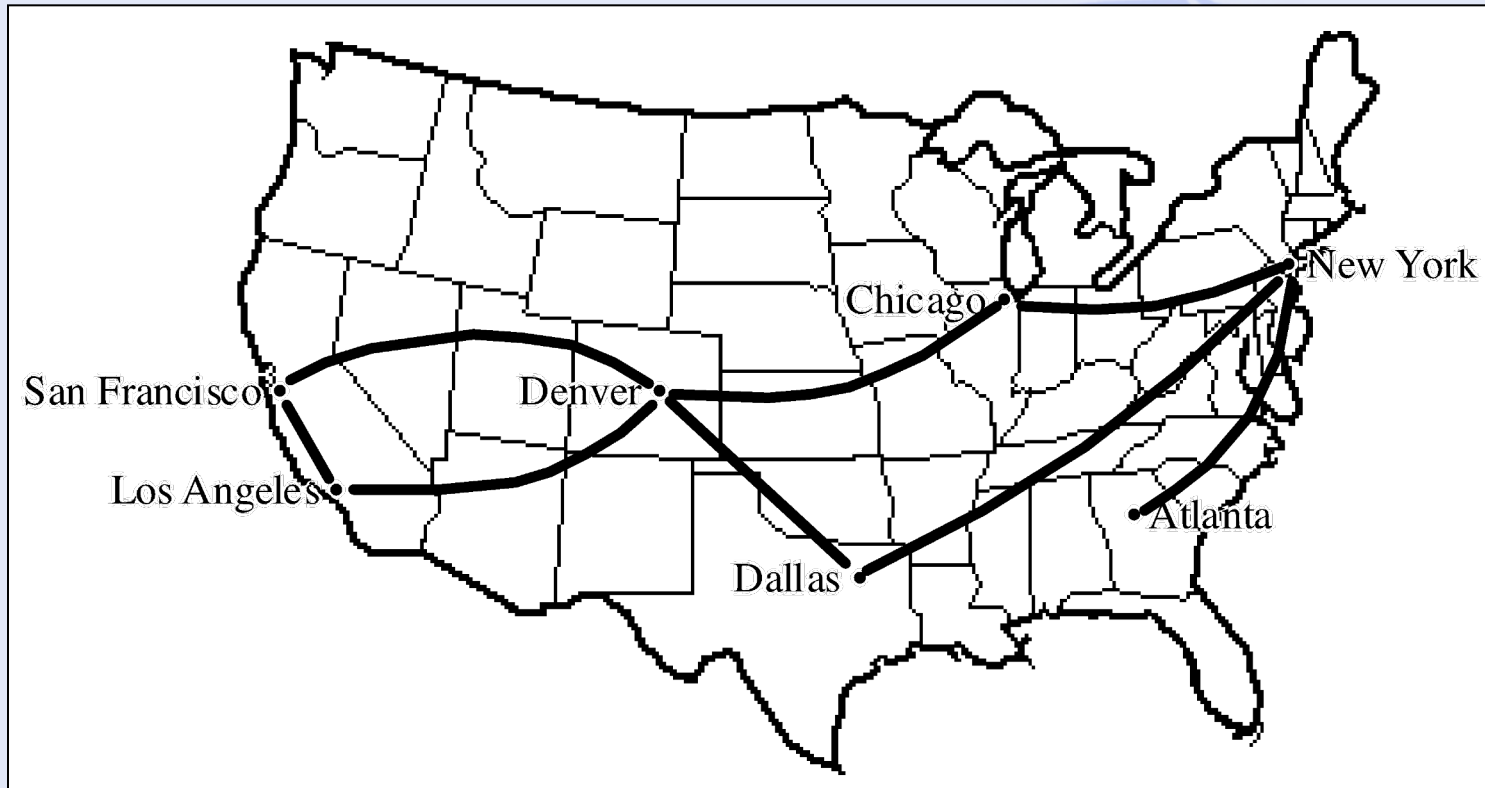 New York
Chicago
San Francisco
Denver
Los Angeles
Atlanta
Dallas